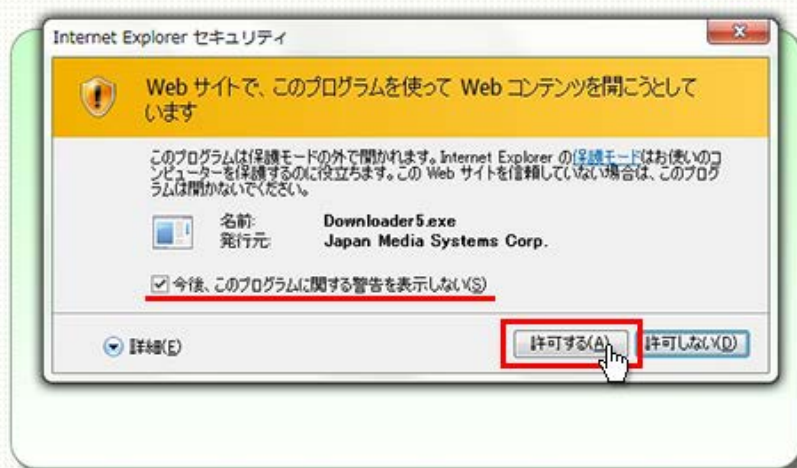 Internet Explorer セキュリティ
Web サイトで、このプログラムを使って Web コンテンツを開こうとして
います
このプログラムは保護モードの外で開かれます。Internet Explorer の保護モードはお使いのコ
ンピューターを保護するのに役立ちます。この Web サイトを信頼していない場合は、このプログ
ラムは開かないでください。
名前: Downloader5.exe
発行元: Japan Media Systems Corp.
今後、このプログラムに関する警告を表示しない(S)
詳細(E)
許可する(A)
許可しない(D)